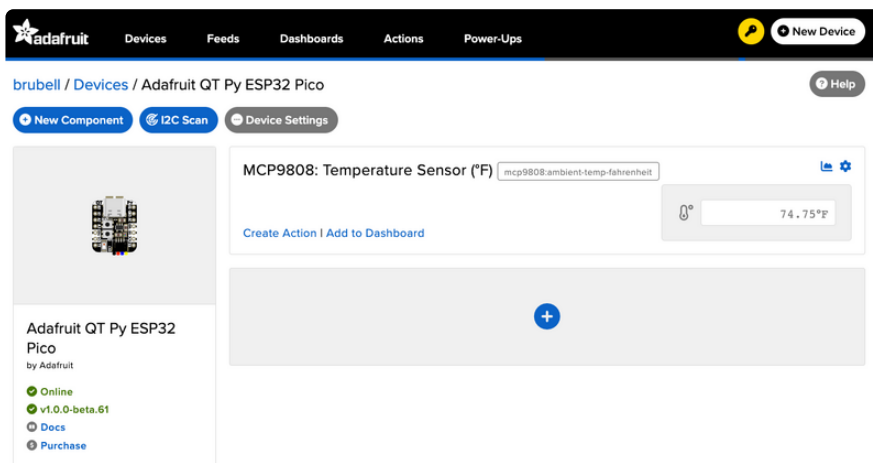 adafruit Devices Feeds Dashboards Actions Power-Ups New Device
brubell / Devices / Adafruit QT Py ESP32 Pico Help
New Component I2C Scan Device Settings
MCP9808: Temperature Sensor (°F) mcp9808:ambient-temp-fahrenheit
74.75°F
Create Action | Add to Dashboard
Adafruit QT Py ESP32
Pico
by Adafruit
Online
v1.0.0-beta.61
Docs
Purchase